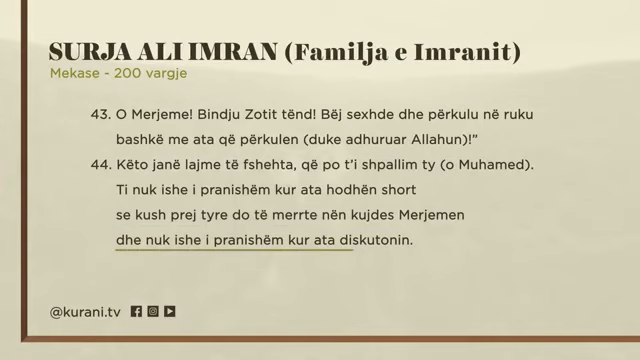 SURJA ALI IMRAN (Familja e Imranit)
Mekase - 200 vargje
43. O Merjeme! Bindju Zotit tënd! Bëj sexhde dhe përkulu në ruku
bashkë me ata që përkulen (duke adhuruar Allahun)!”
44. Këto janë lajme të fshehta, që po t’i shpallim ty (o Muhamed).
Ti nuk ishe i pranishëm kur ata hodhën short
se kush prej tyre do të merrte nën kujdes Merjemen
dhe nuk ishe i pranishëm kur ata diskutonin.
@kurani.tv